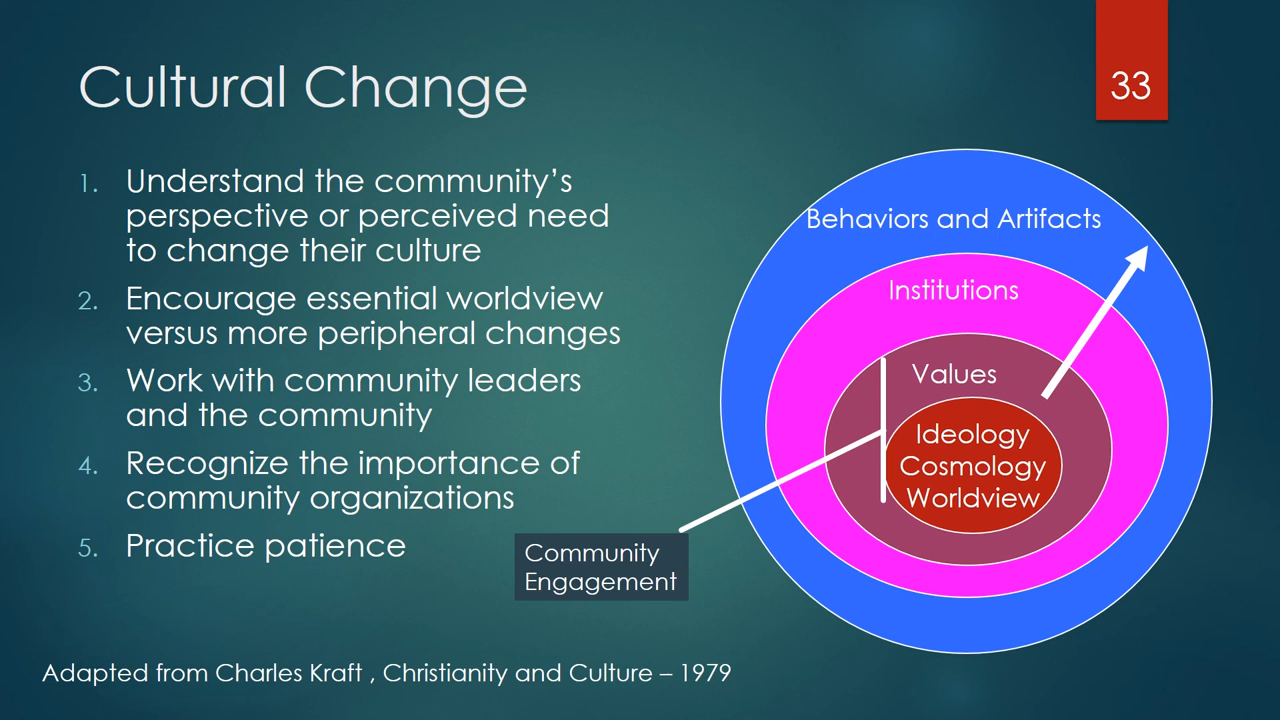 Cultural Change
33
1. Understand the community’s
perspective or perceived need
to change their culture
2. Encourage essential worldview
versus more peripheral changes
3. Work with community leaders
and the community
4. Recognize the importance of
community organizations
5. Practice patience
Behaviors and Artifacts
Institutions
Values
Ideology
Cosmology
Worldview
Community
Engagement
Adapted from Charles Kraft , Christianity and Culture – 1979